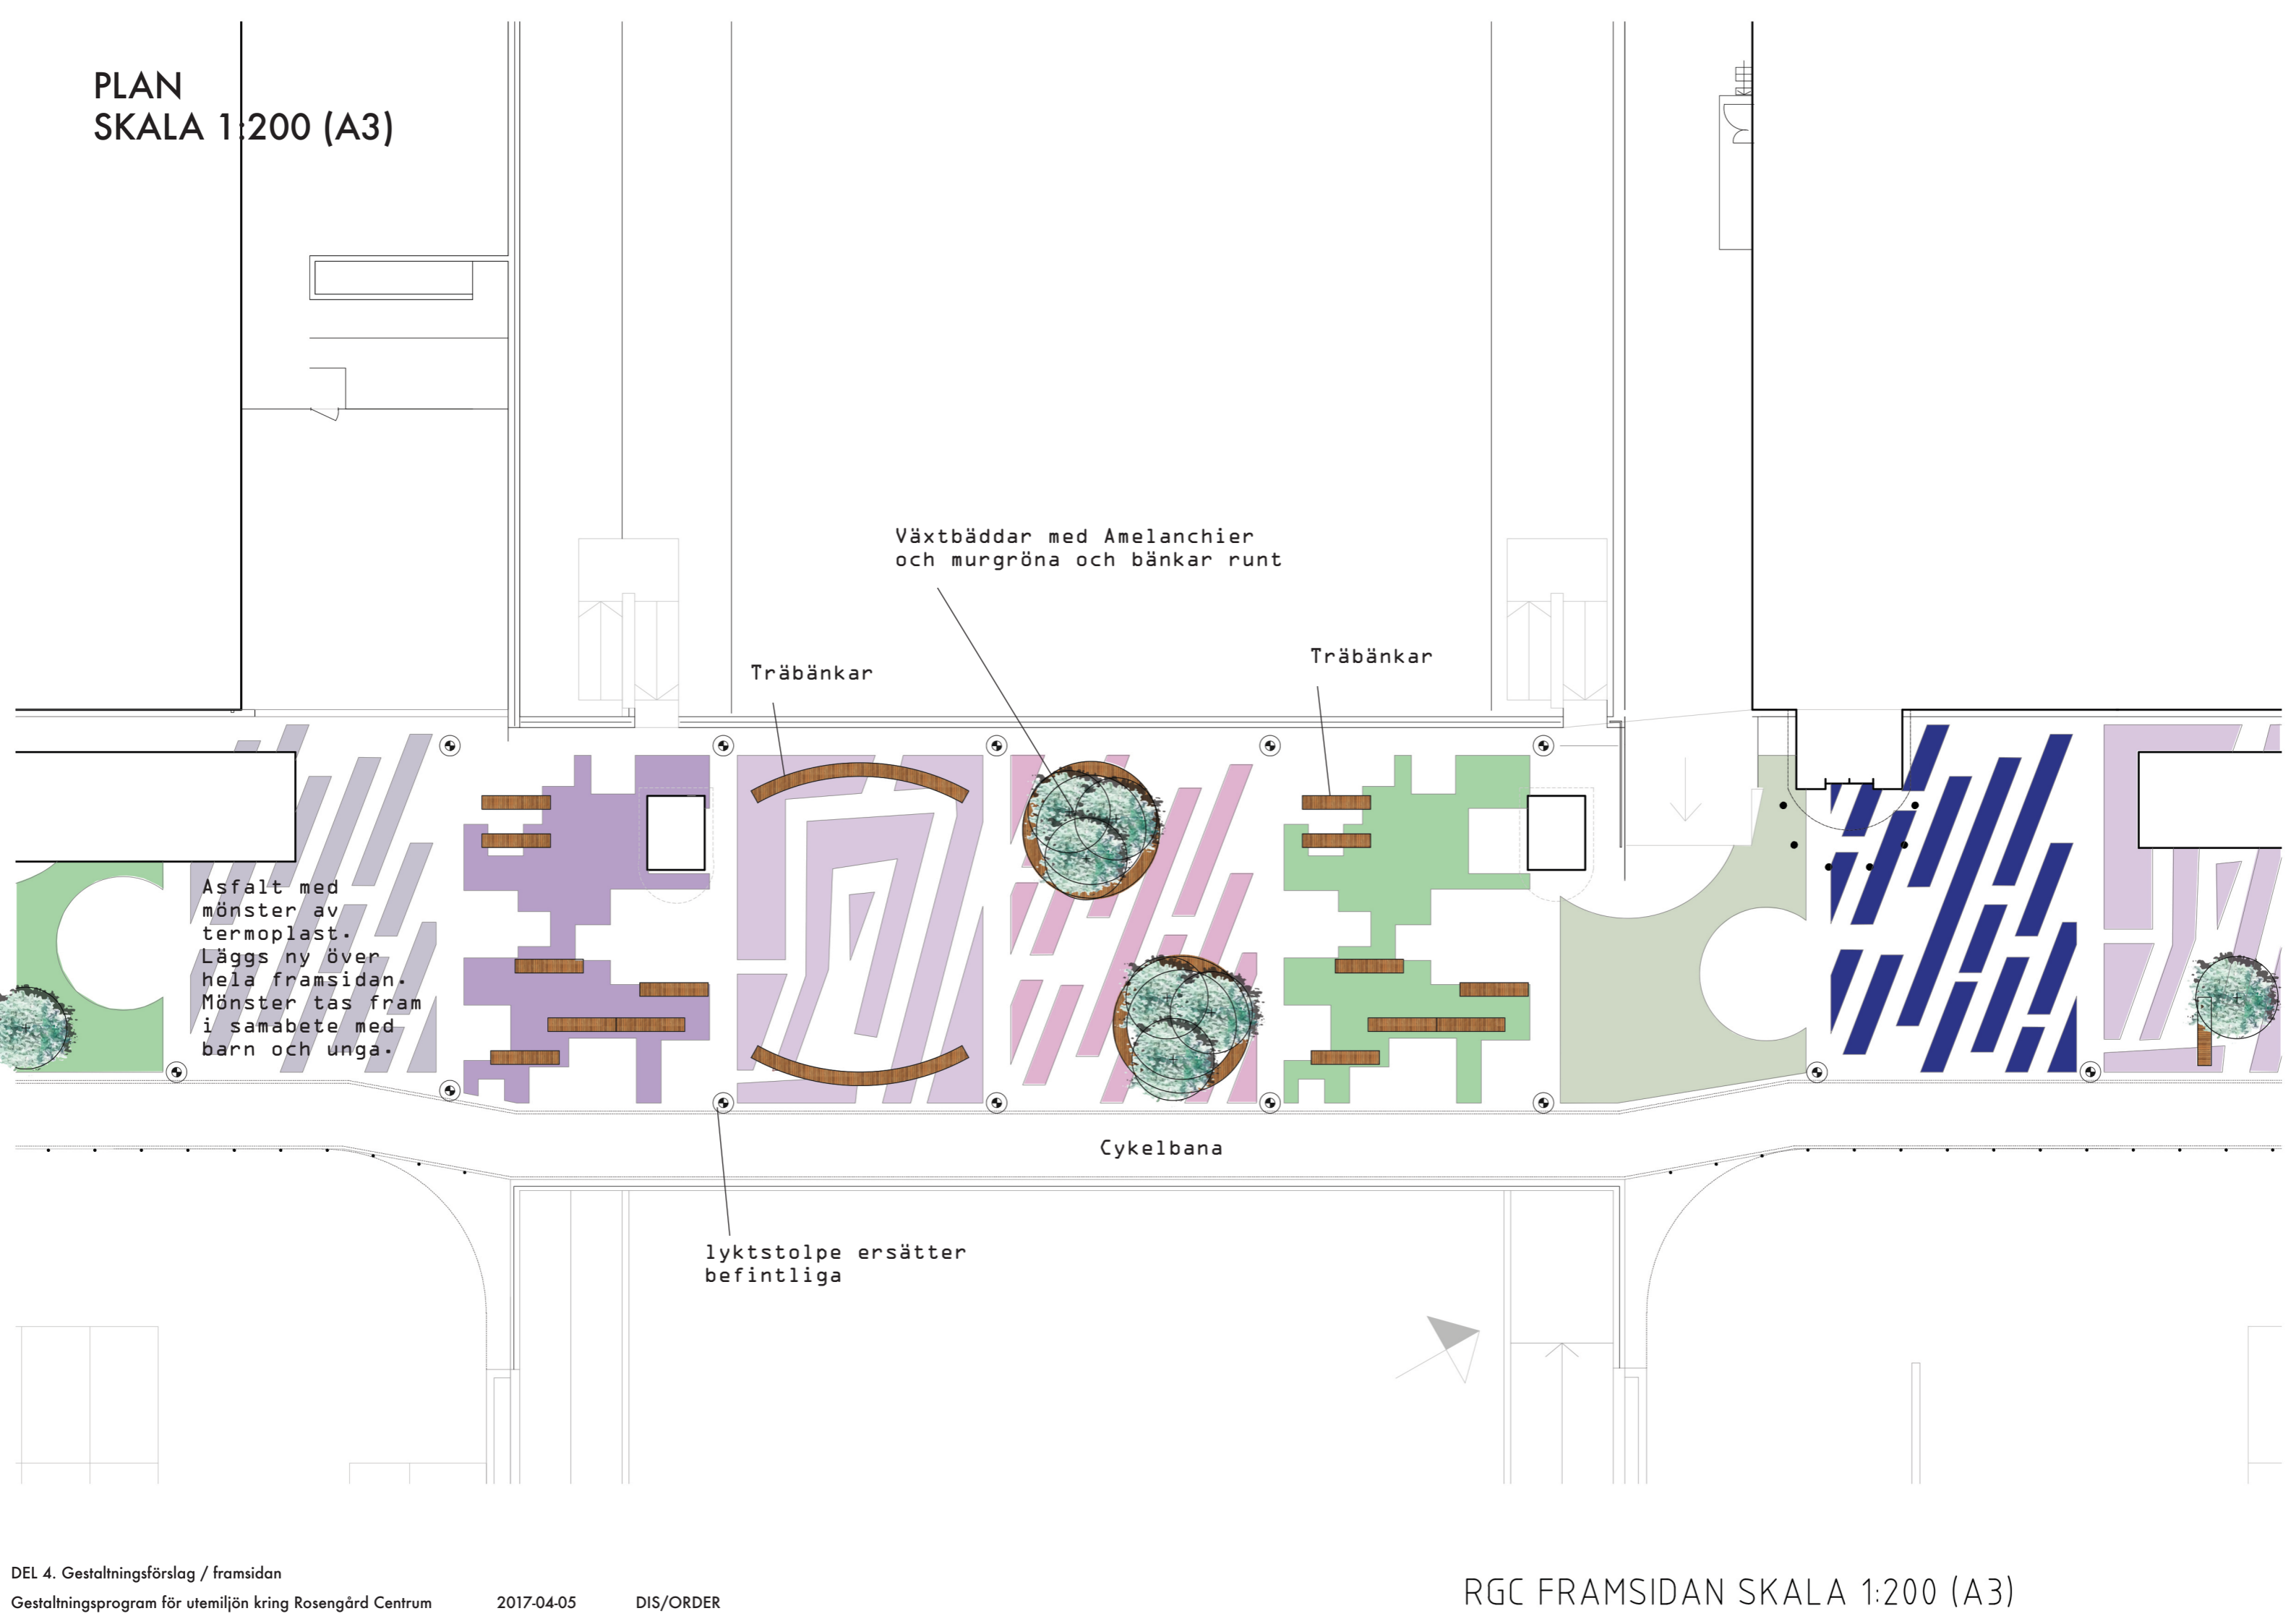 PLAN
SKALA 1:200 (A3)
Växtbäddar med Amelanchier
och murgröna och bänkar runt
Träbänkar
Träbänkar
Asfalt med
mönster av
termoplast.
Läggs ny över
hela framsidan.
Mönster tas fram
i samabete med
barn och unga.
Cykelbana
lyktstolpe ersätter
befintliga
DEL 4. Gestaltningsförslag / framsidan
Gestaltningsprogram för utemiljön kring Rosengård Centrum 2017-04-05 DIS/ORDER
RGC FRAMSIDAN SKALA 1:200 (A3)